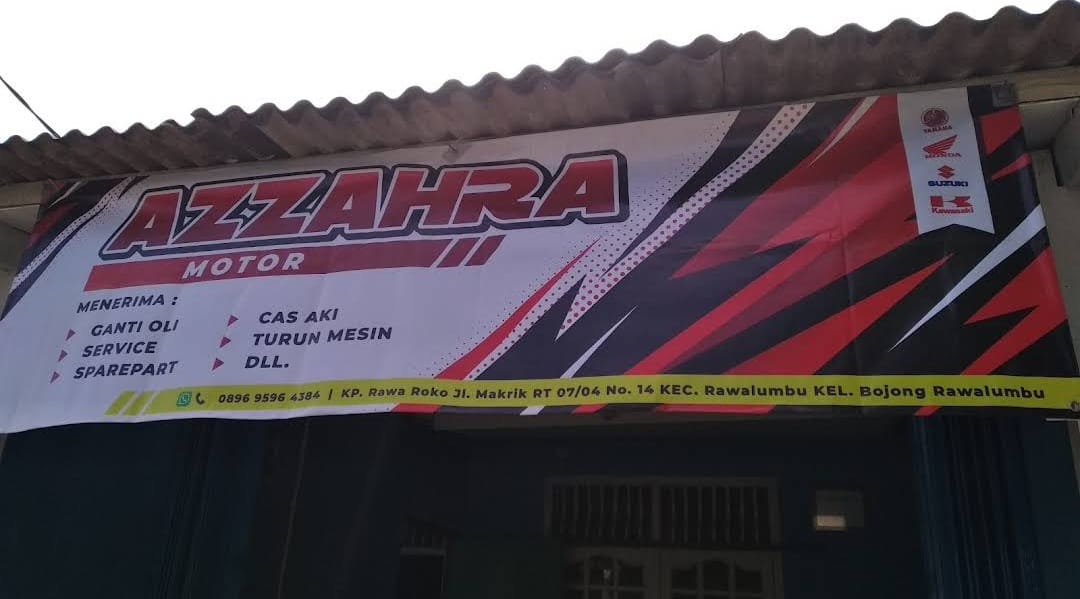 AZZAHRA
MOTOR
MENERIMA :
GANTI OLI
SERVICE
SPAREPART
CAS AKI
TURUN MESIN
DLL.
0896 9596 4384 | KP. Rawa Roko Jl. Makrik RT 07/04 No. 14 KEC. Rawalumbu KEL. Bojong Rawalumbu
YAMAHA
HONDA
SUZUKI
Kawasaki